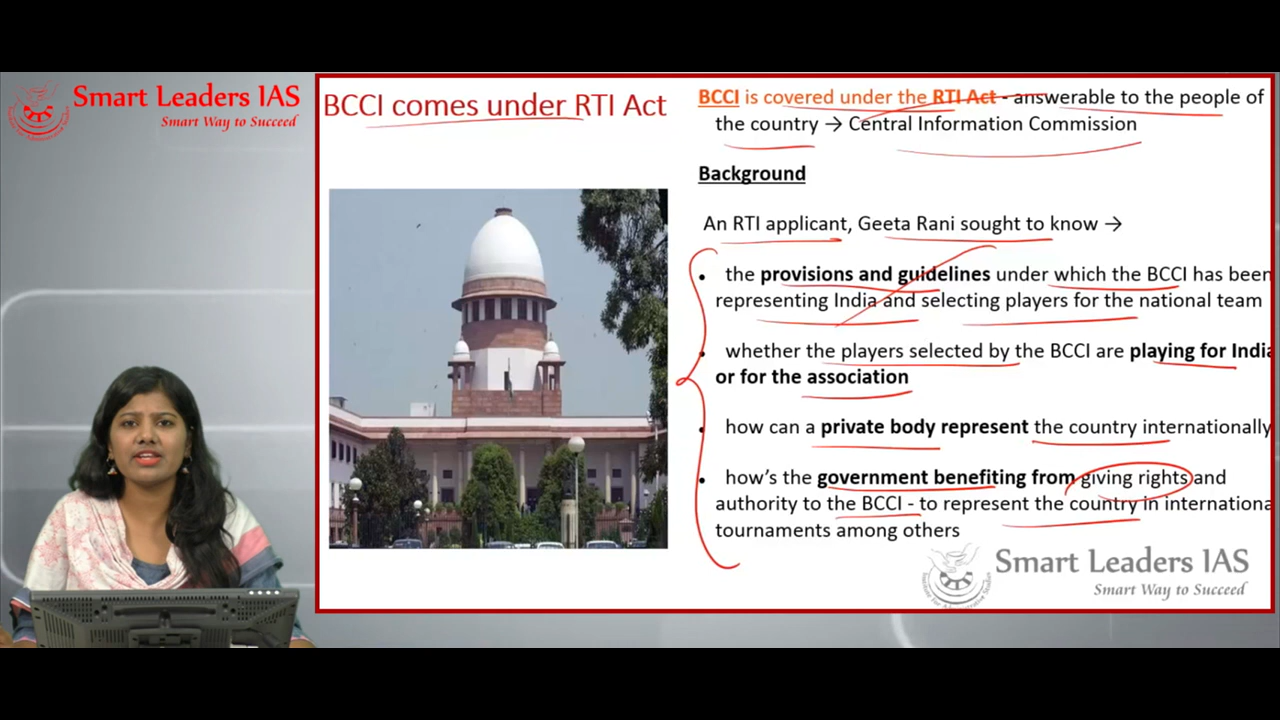 Smart Leaders IAS
Smart Way to Succeed
BCCI comes under RTI Act
BCCI is covered under the RTI Act - answerable to the people of
the country → Central Information Commission
Background
An RTI applicant, Geeta Rani sought to know →
• the provisions and guidelines under which the BCCI has been
representing India and selecting players for the national team
• whether the players selected by the BCCI are playing for India
or for the association
• how can a private body represent the country internationally
• how's the government benefiting from giving rights and
authority to the BCCI - to represent the country in internationa
tournaments among others
Smart Leaders IAS
Smart Way to Succeed